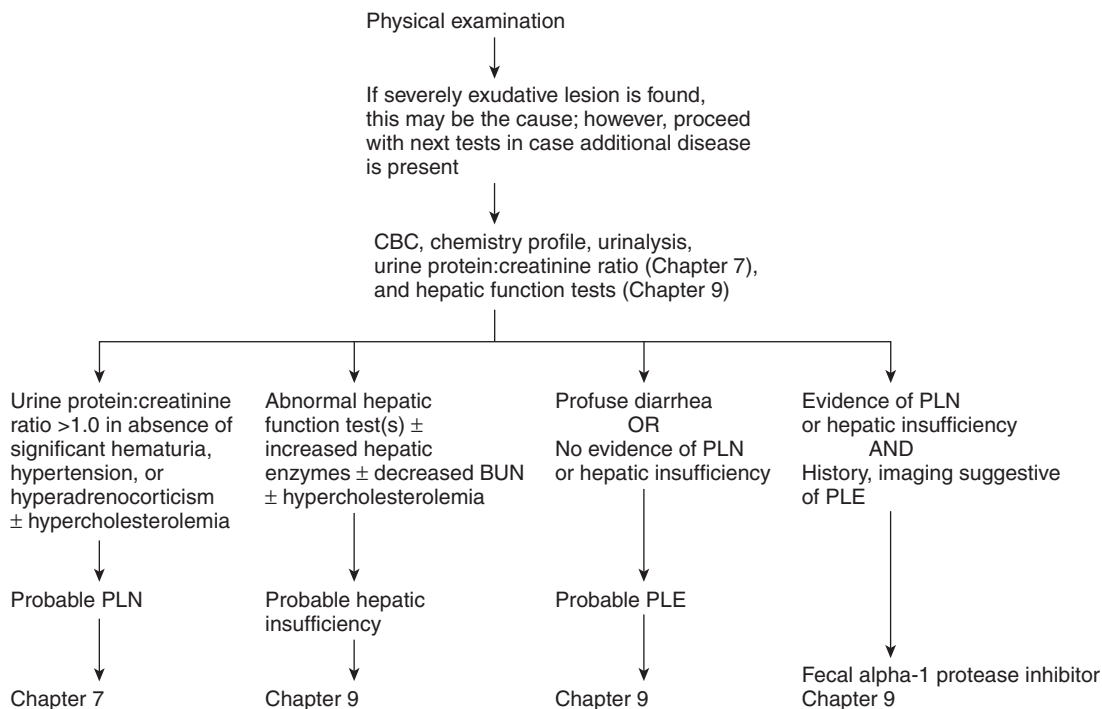 Physical examination
If severely exudative lesion is found,
this may be the cause; however, proceed
with next tests in case additional disease
is present
CBC, chemistry profile, urinalysis,
urine protein:creatinine ratio (Chapter 7),
and hepatic function tests (Chapter 9)
Urine protein:creatinine
ratio >1.0 in absence of
significant hematuria,
hypertension, or
hyperadrenocorticism
± hypercholesterolemia
Probable PLN
Chapter 7
Abnormal hepatic
function test(s) ±
increased hepatic
enzymes ± decreased BUN
± hypercholesterolemia
Probable hepatic
insufficiency
Chapter 9
Profuse diarrhea
OR
No evidence of PLN
or hepatic insufficiency
Probable PLE
Chapter 9
Evidence of PLN
or hepatic insufficiency
AND
History, imaging suggestive
of PLE
Fecal alpha-1 protease inhibitor
Chapter 9